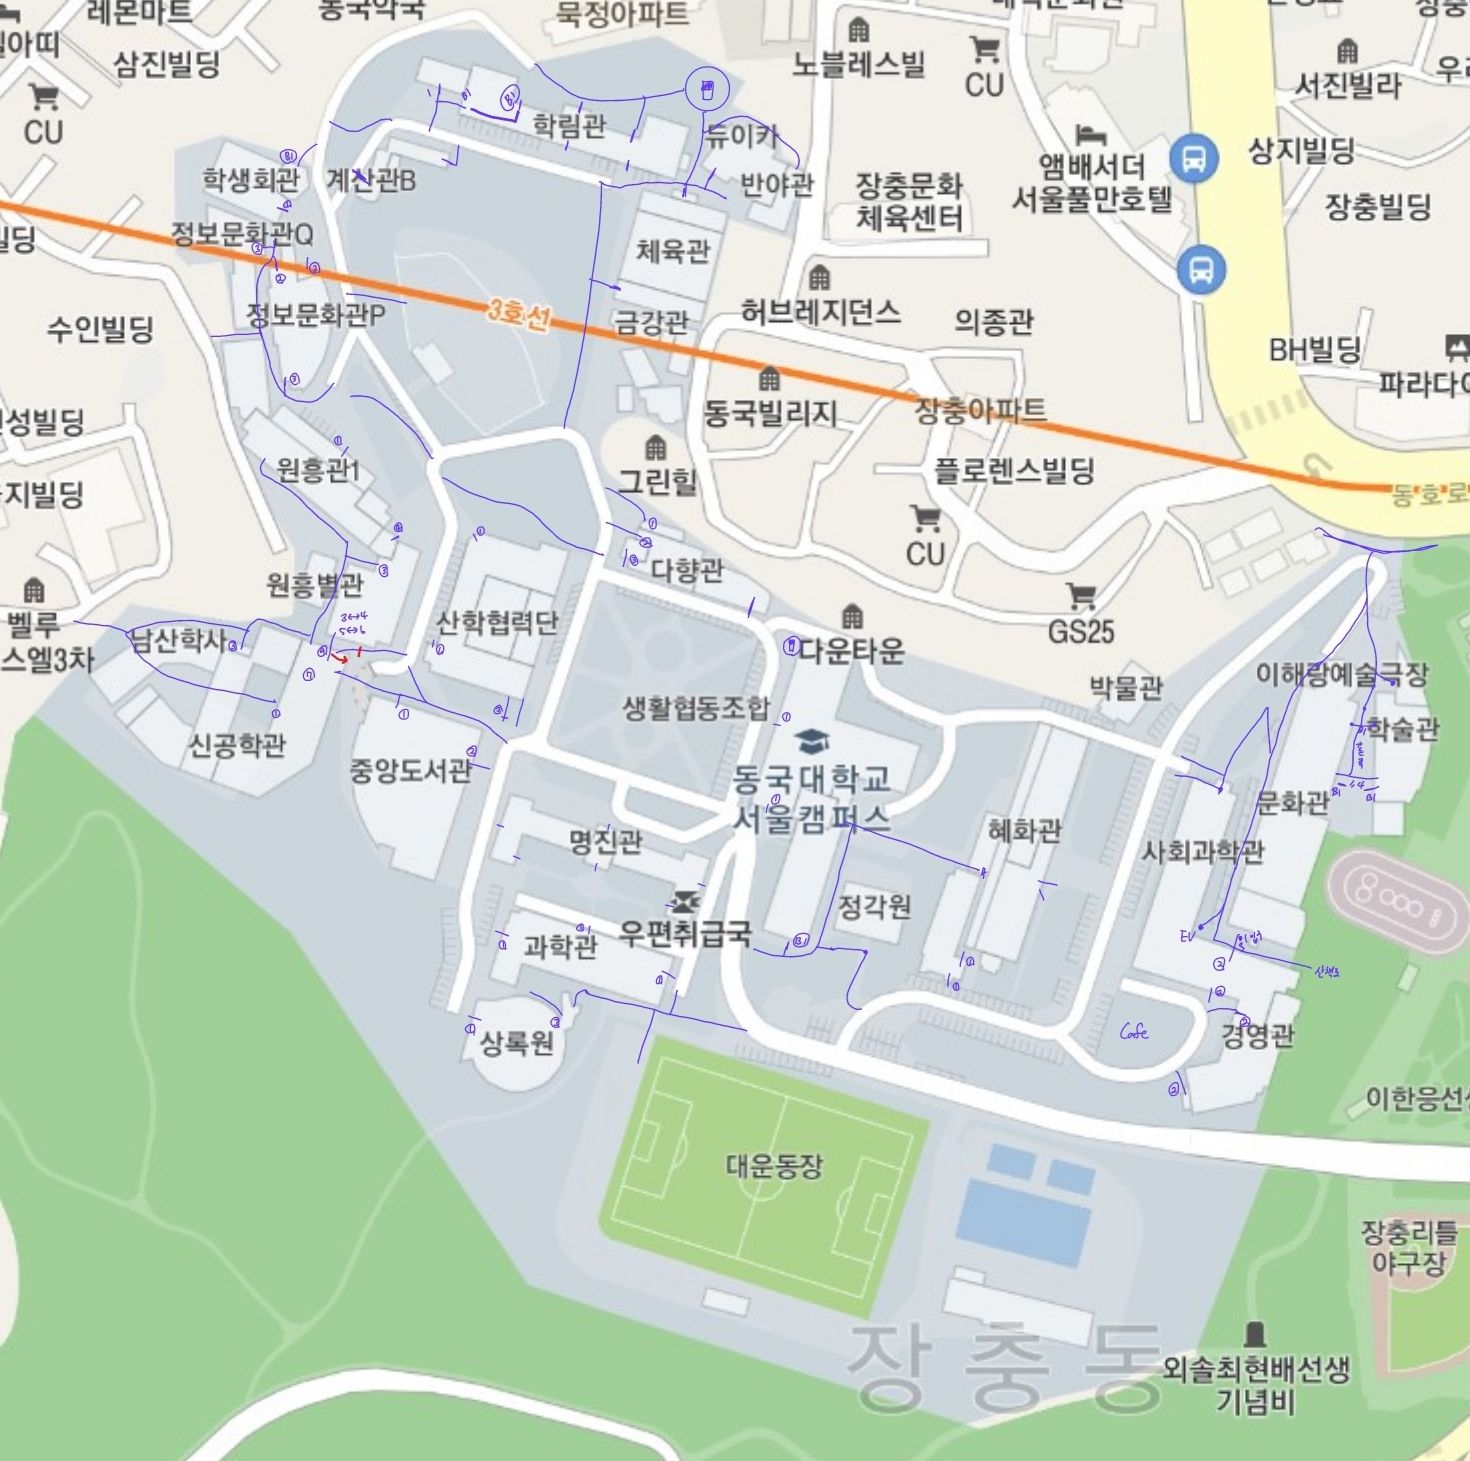 레몬마트
동국약국
묵정아파트
삼진빌딩
CU
노블레스빌
CU
서진빌라
학림관
듀이카
상지빌딩
학생회관
계산관B
반야관
장충문화
체육센터
앰배서더
서울풀만호텔
장충빌딩
정보문화관Q
체육관
3호선
정보문화관P
금강관
허브레지던스
의종관
수인빌딩
BH빌딩
동국빌리지
장충아파트
원흥관1
그린힐
플로렌스빌딩
동호로
CU
원흥별관
다향관
GS25
벨루
스엘3차
남산학사
산학협력단
다운타운
3↔4
5↔6
박물관
이해랑예술극장
신공학관
중앙도서관
생활협동조합
학술관
동국대학교
서울캠퍼스
명진관
혜화관
문화관
사회과학관
우편취급국
정각원
과학관
EV
산책로
상록원
Cafe
경영관
이한응선생
대운동장
장충리틀
야구장
장충동
외솔최현배선생
기념비